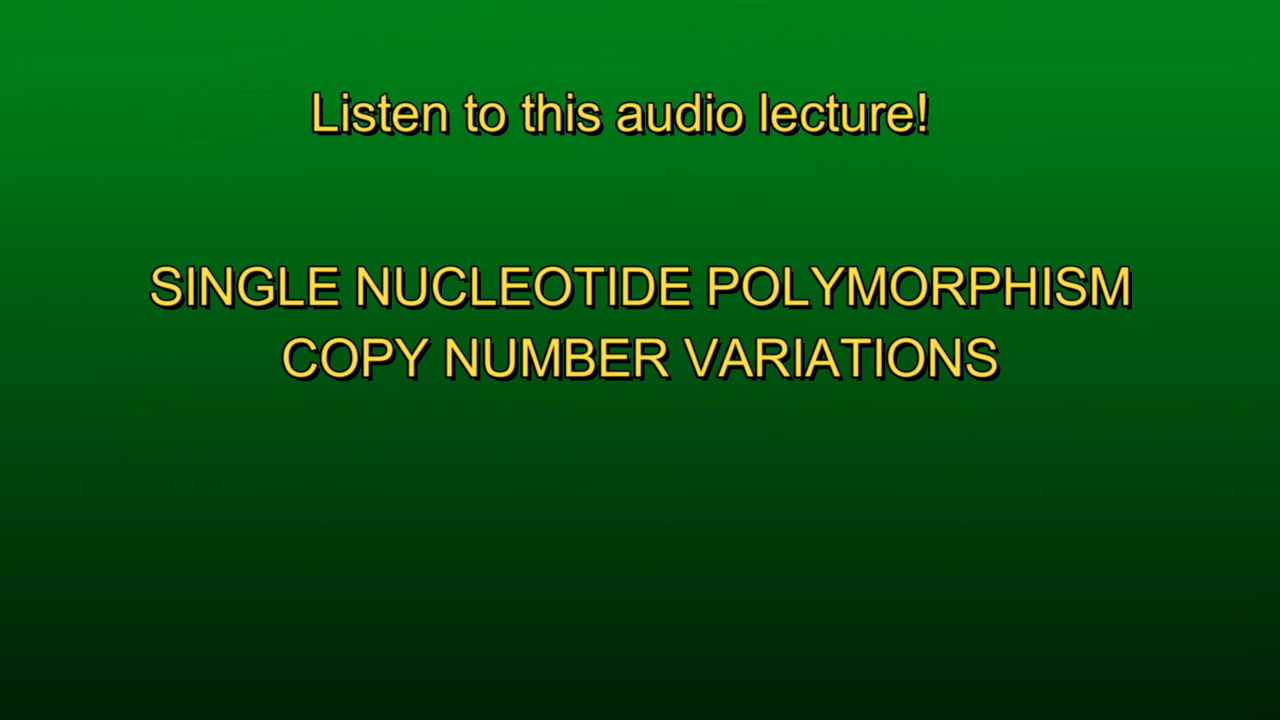 Listen to this audio lecture!
SINGLE NUCLEOTIDE POLYMORPHISM
COPY NUMBER VARIATIONS